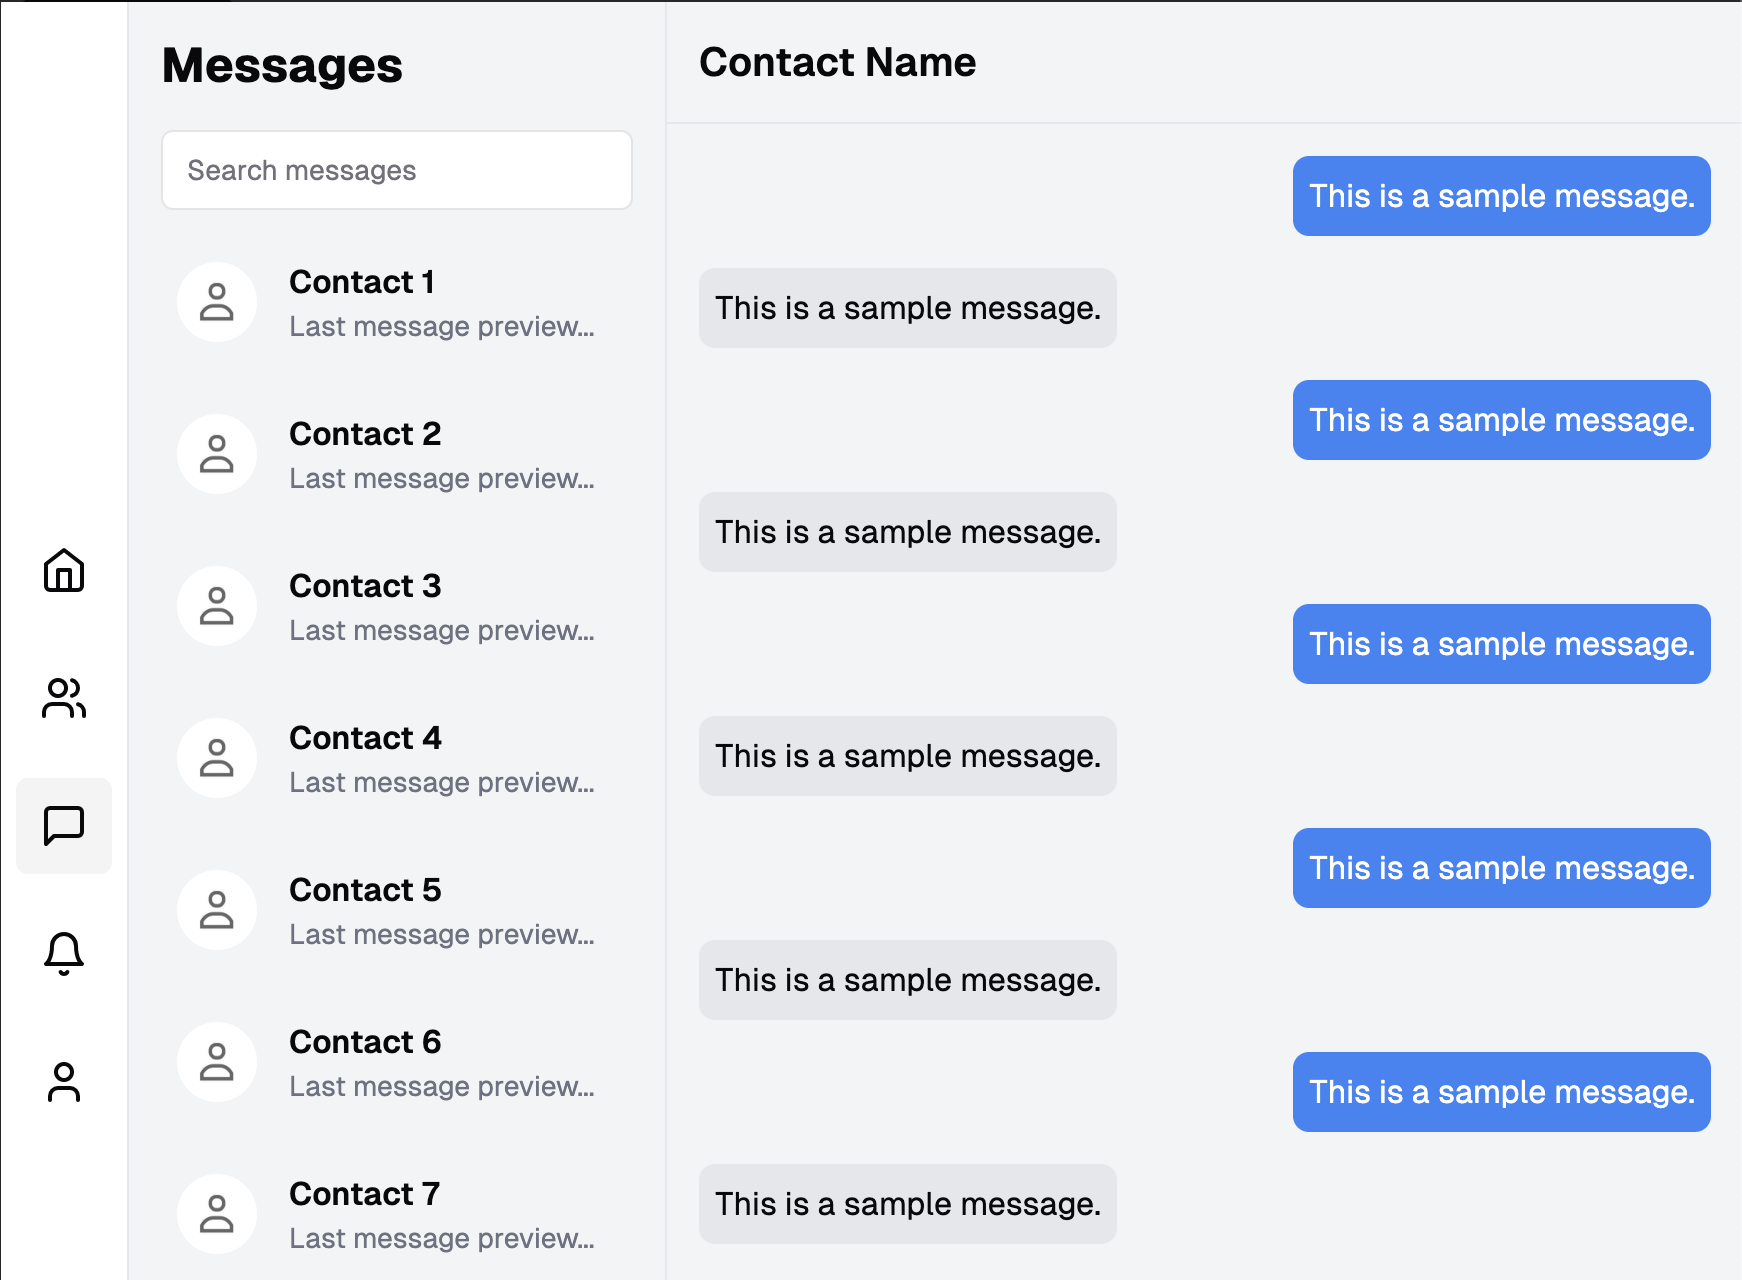 Messages
Search messages
Contact 1
Last message preview...
Contact 2
Last message preview...
Contact 3
Last message preview...
Contact 4
Last message preview...
Contact 5
Last message preview...
Contact 6
Last message preview...
Contact 7
Last message preview...
Contact Name
This is a sample message.
This is a sample message.
This is a sample message.
This is a sample message.
This is a sample message.
This is a sample message.
This is a sample message.
This is a sample message.
This is a sample message.
This is a sample message.